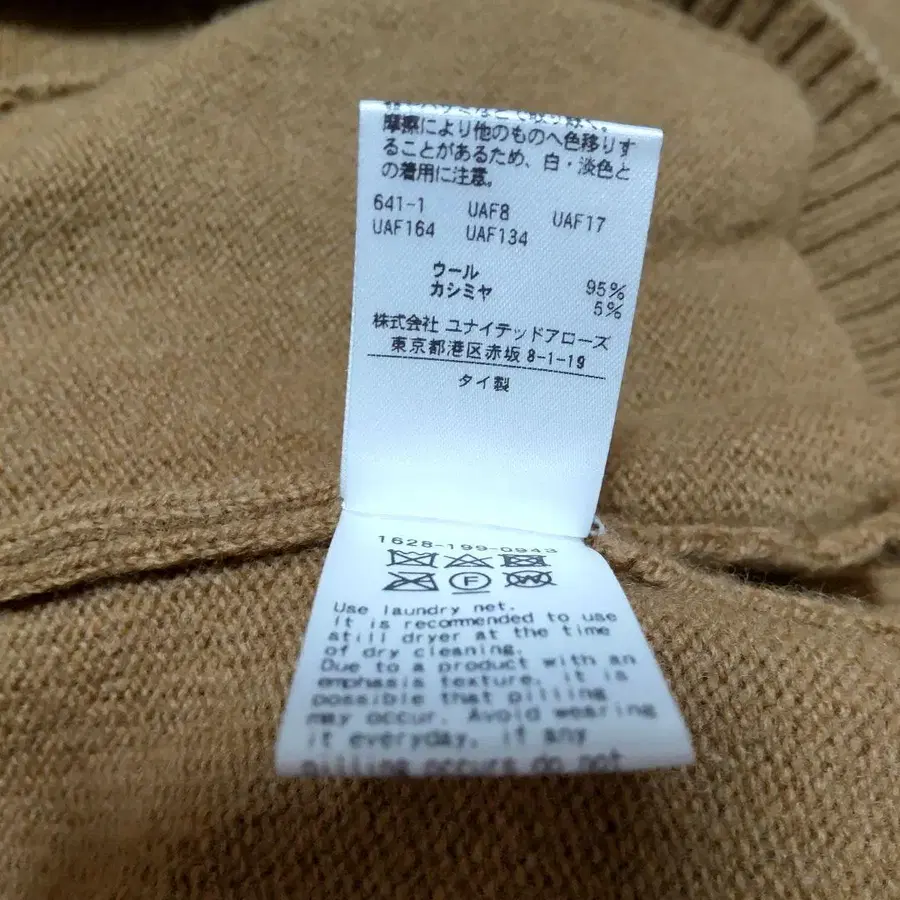 摩擦により他のものへ色移りす
ることがあるため、白・淡色と
の着用に注意。
641-1 UAF8 UAF17
UAF164 UAF134
ウール 95%
カシミヤ 5%
株式会社 ユナイテッドアローズ
東京都港区赤坂 8-1-19
タイ製
1628-199-0943
Use laundry net.
It is recommended to use
still dryer at the time
of dry cleaning.
Due to a product with an
emphasis texture, it is
possible that pilling
may occur. Avoid wearing
it everyday, if any
pilling occurs do not